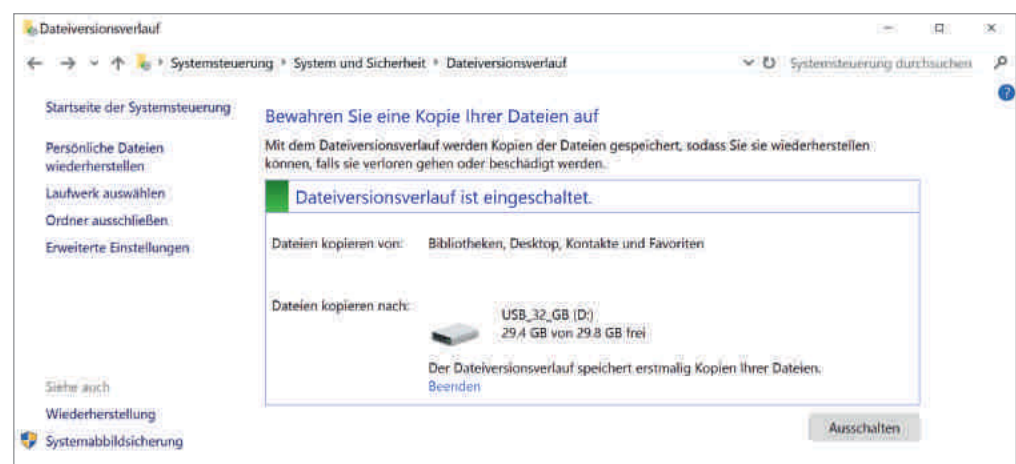 Dateiversionsverlauf
Systemsteuerung System und Sicherheit Dateiversionsverlauf
Systemsteuerung durchsuchen
Startseite der Systemsteuerung
Persönliche Dateien
wiederherstellen
Laufwerk auswählen
Ordner ausschließen
Erweiterte Einstellungen
Bewahren Sie eine Kopie Ihrer Dateien auf
Mit dem Dateiversionsverlauf werden Kopien der Dateien gespeichert, sodass Sie sie wiederherstellen
können, falls sie verloren gehen oder beschädigt werden.
Dateiversionsverlauf ist eingeschaltet.
Dateien kopieren von: Bibliotheken, Desktop, Kontakte und Favoriten
Dateien kopieren nach:
USB_32_GB (D:)
29,4 GB von 29,8 GB frei
Der Dateiversionsverlauf speichert erstmalig Kopien Ihrer Dateien.
Beenden
Ausschalten
Siehe auch
Wiederherstellung
Systemabbildsicherung